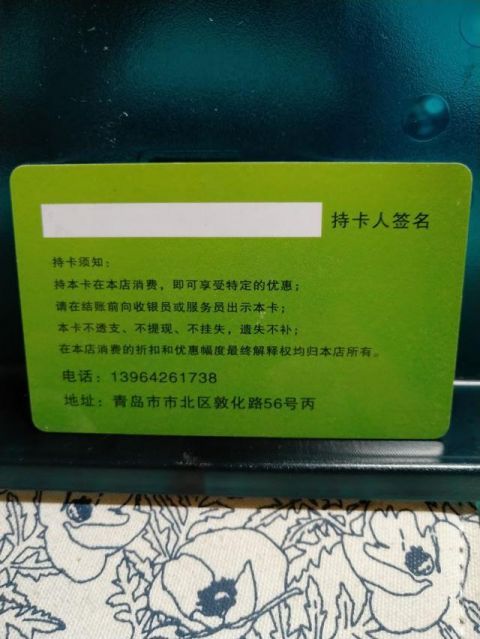 持卡人签名
持卡须知：
持本卡在本店消费，即可享受特定的优惠；
请在结账前向收银员或服务员出示本卡；
本卡不透支、不提现、不挂失，遗失不补；
在本店消费的折扣和优惠幅度最终解释权均归本店所有。
电话：13964261738
地址：青岛市市北区敦化路56号丙